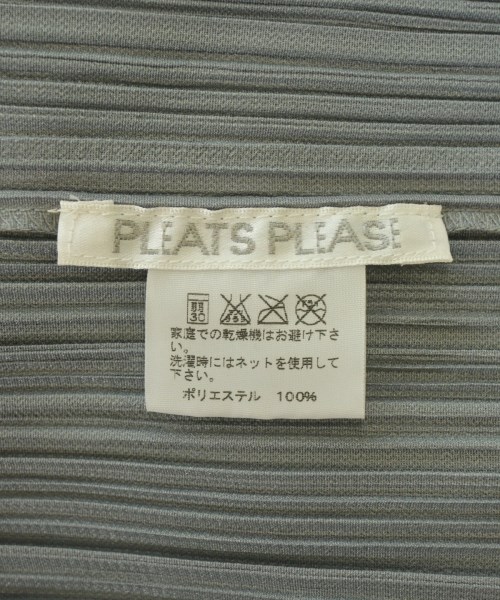 PLEATS PLEASE
家庭での乾燥機はお避け下さ
い。
洗濯時にはネットを使用して
下さい。
ポリエステル 100%